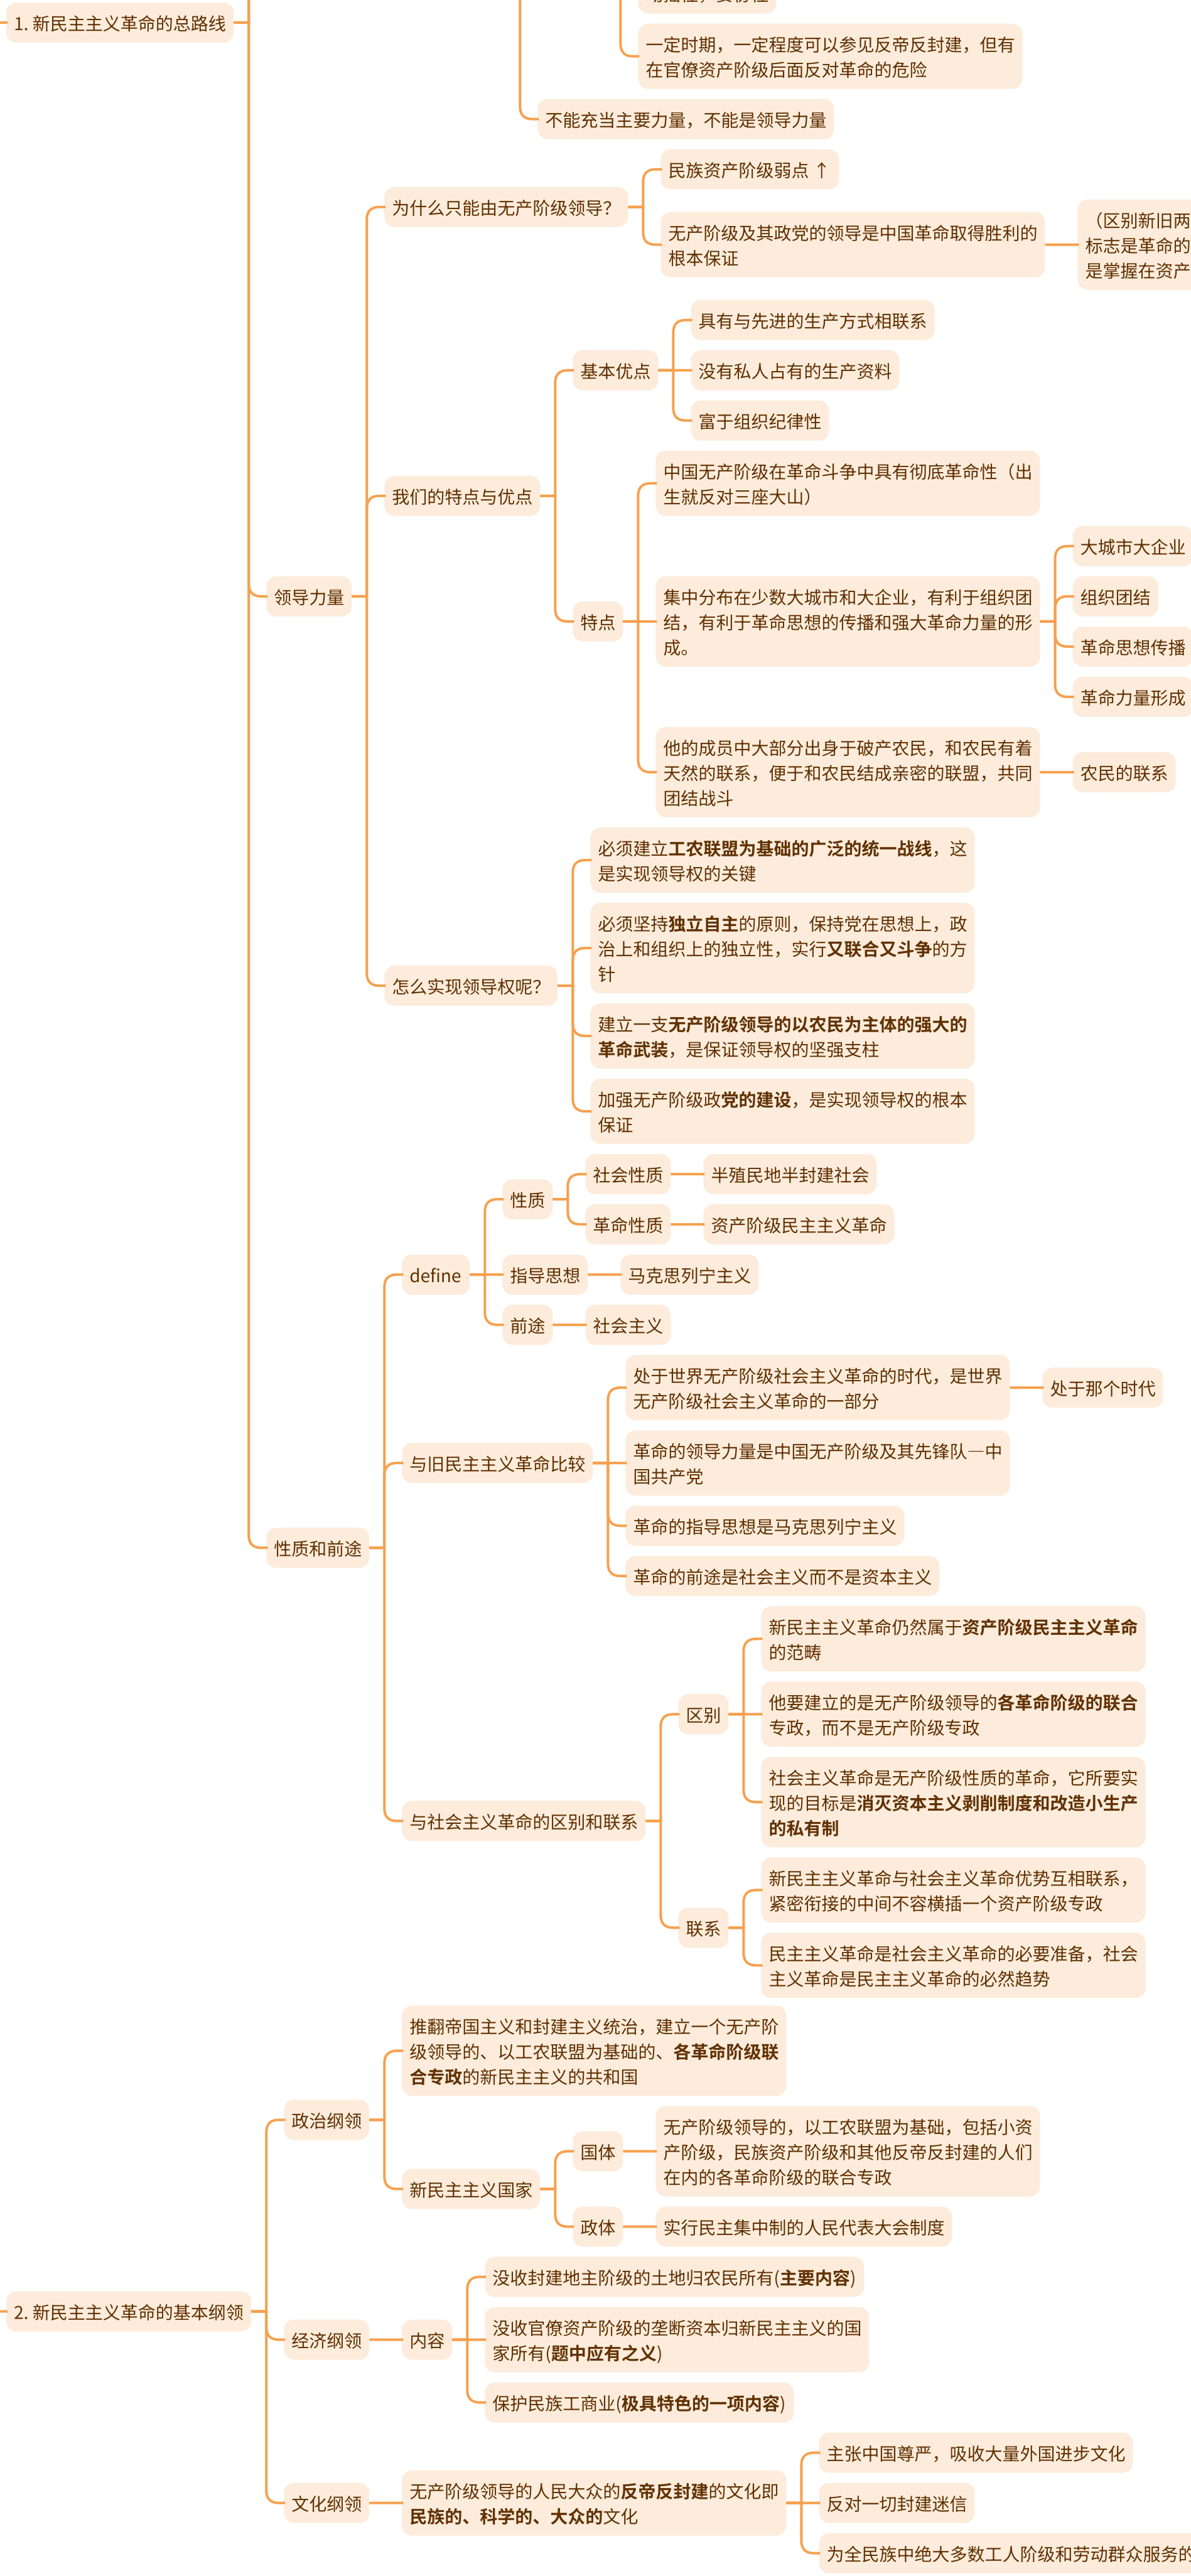 1. 新民主主义革命的总路线
一定时期，一定程度可以参见反帝反封建，但有
在官僚资产阶级后面反对革命的危险
不能充当主要力量，不能是领导力量
领导力量
为什么只能由无产阶级领导？
民族资产阶级弱点 ↑
无产阶级及其政党的领导是中国革命取得胜利的
根本保证
（区别新旧两
标志是革命的
是掌握在资产
我们的特点与优点
基本优点
具有与先进的生产方式相联系
没有私人占有的生产资料
富于组织纪律性
特点
中国无产阶级在革命斗争中具有彻底革命性（出
生就反对三座大山）
集中分布在少数大城市和大企业，有利于组织团
结，有利于革命思想的传播和强大革命力量的形
成。
大城市大企业
组织团结
革命思想传播
革命力量形成
他的成员中大部分出身于破产农民，和农民有着
天然的联系，便于和农民结成亲密的联盟，共同
团结战斗
农民的联系
怎么实现领导权呢？
必须建立工农联盟为基础的广泛的统一战线，这
是实现领导权的关键
必须坚持独立自主的原则，保持党在思想上，政
治上和组织上的独立性，实行又联合又斗争的方
针
建立一支无产阶级领导的以农民为主体的强大的
革命武装，是保证领导权的坚强支柱
加强无产阶级政党的建设，是实现领导权的根本
保证
性质和前途
define
性质
社会性质
半殖民地半封建社会
革命性质
资产阶级民主主义革命
指导思想
马克思列宁主义
前途
社会主义
与旧民主主义革命比较
处于世界无产阶级社会主义革命的时代，是世界
无产阶级社会主义革命的一部分
处于那个时代
革命的领导力量是中国无产阶级及其先锋队—中
国共产党
革命的指导思想是马克思列宁主义
革命的前途是社会主义而不是资本主义
与社会主义革命的区别和联系
区别
新民主主义革命仍然属于资产阶级民主主义革命
的范畴
他要建立的是无产阶级领导的各革命阶级的联合
专政，而不是无产阶级专政
社会主义革命是无产阶级性质的革命，它所要实
现的目标是消灭资本主义剥削制度和改造小生产
的私有制
联系
新民主主义革命与社会主义革命优势互相联系，
紧密衔接的中间不容横插一个资产阶级专政
民主主义革命是社会主义革命的必要准备，社会
主义革命是民主主义革命的必然趋势
2. 新民主主义革命的基本纲领
政治纲领
推翻帝国主义和封建主义统治，建立一个无产阶
级领导的、以工农联盟为基础的、各革命阶级联
合专政的新民主主义的共和国
新民主主义国家
国体
无产阶级领导的，以工农联盟为基础，包括小资
产阶级，民族资产阶级和其他反帝反封建的人们
在内的各革命阶级的联合专政
政体
实行民主集中制的人民代表大会制度
经济纲领
内容
没收封建地主阶级的土地归农民所有(主要内容)
没收官僚资产阶级的垄断资本归新民主主义的国
家所有(题中应有之义)
保护民族工商业(极具特色的一项内容)
文化纲领
无产阶级领导的人民大众的反帝反封建的文化即
民族的、科学的、大众的文化
主张中国尊严，吸收大量外国进步文化
反对一切封建迷信
为全民族中绝大多数工人阶级和劳动群众服务的